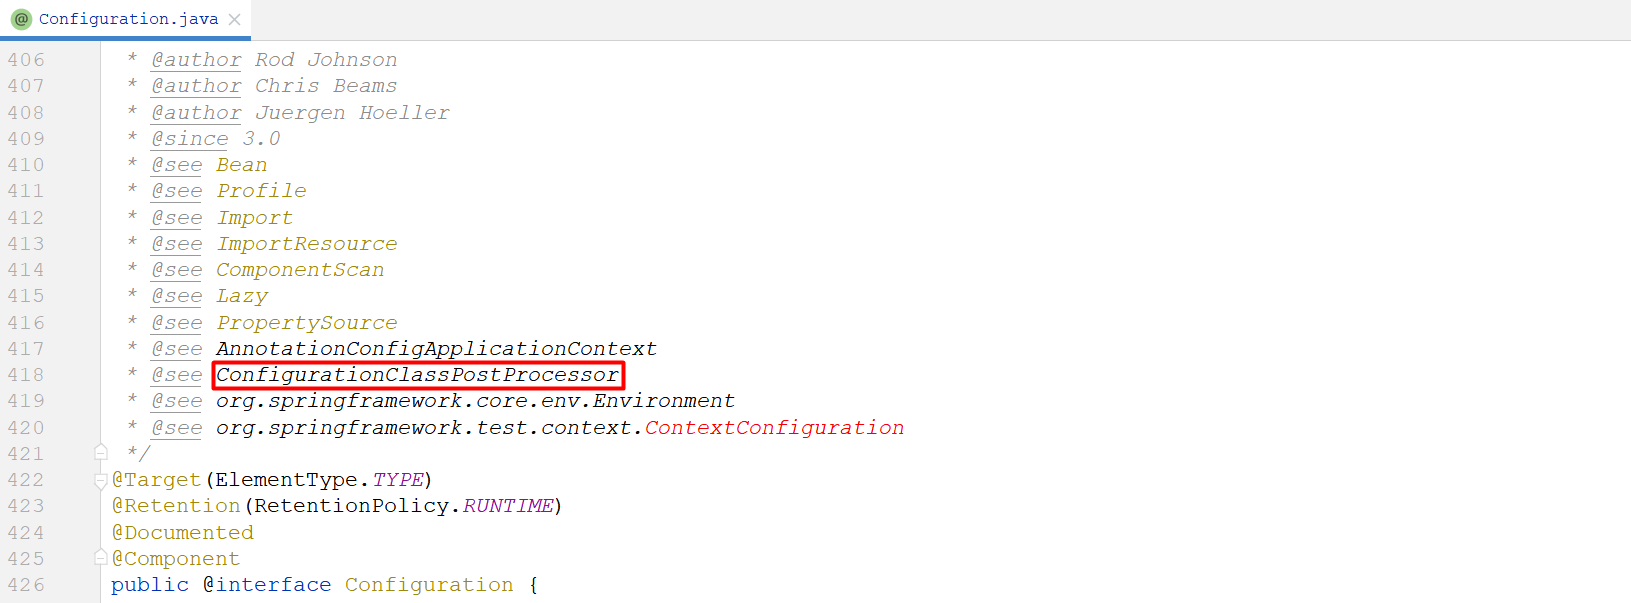 @ Configuration.java ×
406 * @author Rod Johnson
407 * @author Chris Beams
408 * @author Juergen Hoeller
409 * @since 3.0
410 * @see Bean
411 * @see Profile
412 * @see Import
413 * @see ImportResource
414 * @see ComponentScan
415 * @see Lazy
416 * @see PropertySource
417 * @see AnnotationConfigApplicationContext
418 * @see ConfigurationClassPostProcessor
419 * @see org.springframework.core.env.Environment
420 * @see org.springframework.test.context.ContextConfiguration
421 */
422 @Target(ElementType.TYPE)
423 @Retention(RetentionPolicy.RUNTIME)
424 @Documented
425 @Component
426 public @interface Configuration {